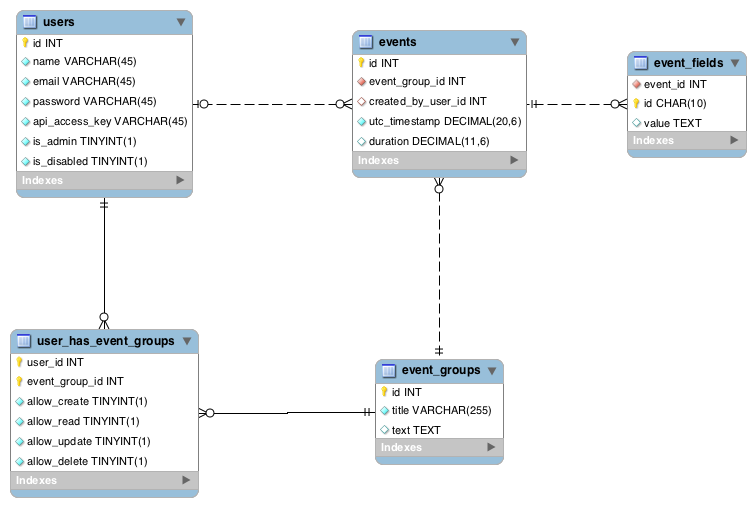 users
id INT
name VARCHAR(45)
email VARCHAR(45)
password VARCHAR(45)
api_access_key VARCHAR(45)
is_admin TINYINT(1)
is_disabled TINYINT(1)
Indexes
events
id INT
event_group_id INT
created_by_user_id INT
utc_timestamp DECIMAL(20,6)
duration DECIMAL(11,6)
Indexes
event_fields
event_id INT
id CHAR(10)
value TEXT
Indexes
user_has_event_groups
user_id INT
event_group_id INT
allow_create TINYINT(1)
allow_read TINYINT(1)
allow_update TINYINT(1)
allow_delete TINYINT(1)
Indexes
event_groups
id INT
title VARCHAR(255)
text TEXT
Indexes